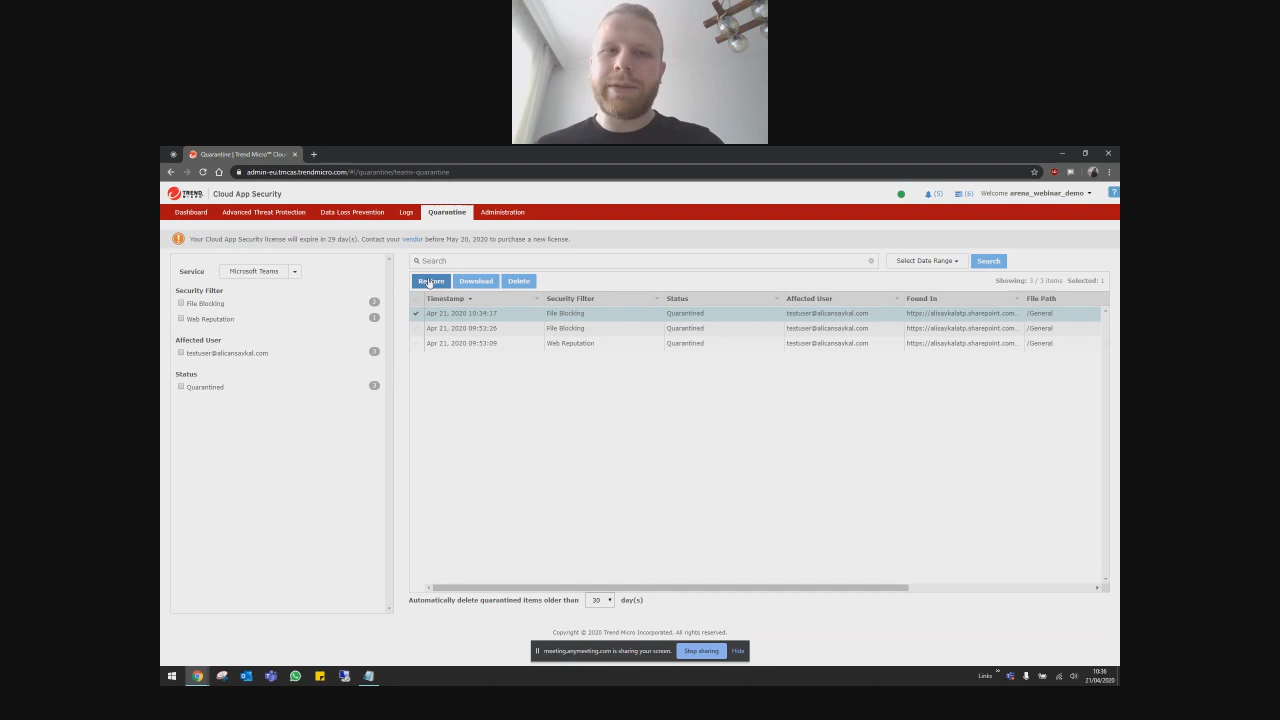 Quarantine | Trend Micro™ Clou
admin-eu.tmcas.trendmicro.com/#/quarantine/teams-quarantine
TREND MICRO Cloud App Security
(5) (6) Welcome arena_webinar_demo ?
Dashboard Advanced Threat Protection Data Loss Prevention Logs Quarantine Administration
Your Cloud App Security license will expire in 29 day(s). Contact your vendor before May 20, 2020 to purchase a new license.
Service Microsoft Teams
Security Filter
File Blocking 2
Web Reputation 1
Affected User
testuser@alicansaykal.com 3
Status
Quarantined 3
Search Select Date Range Search
Restore Download Delete Showing: 3 / 3 items Selected: 1
Timestamp Security Filter Status Affected User Found In File Path
Apr 21, 2020 10:34:17 File Blocking Quarantined testuser@alicansaykal.com https://alisaykalatp.sharepoint.com... /General
Apr 21, 2020 09:53:26 File Blocking Quarantined testuser@alicansaykal.com https://alisaykalatp.sharepoint.com... /General
Apr 21, 2020 09:53:09 Web Reputation Quarantined testuser@alicansaykal.com https://alisaykalatp.sharepoint.com... /General
Automatically delete quarantined items older than 30 day(s)
Copyright © 2020 Trend Micro Incorporated. All rights reserved.
meeting.anymeeting.com is sharing your screen. Stop sharing Hide
Links » 10:36
21/04/2020